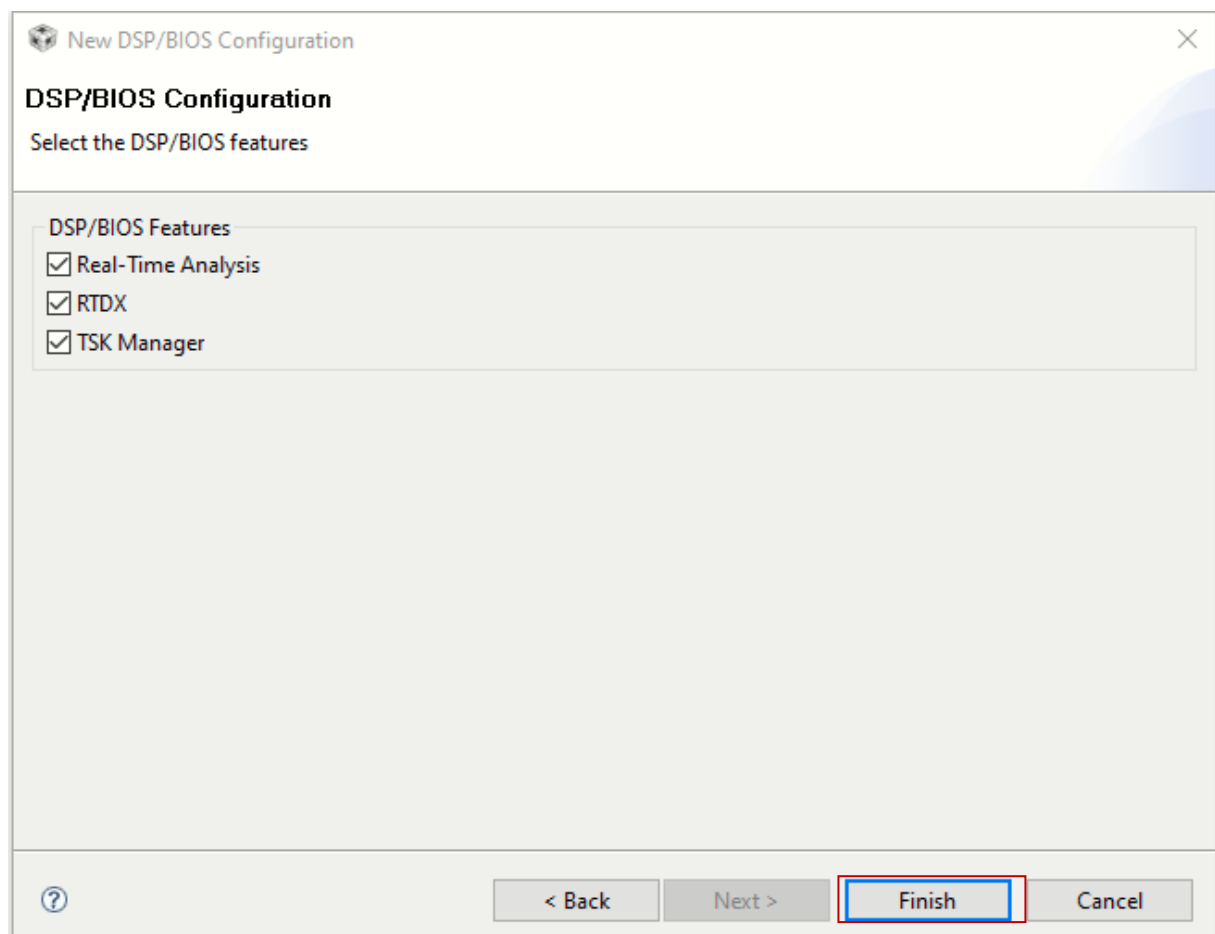 New DSP/BIOS Configuration
DSP/BIOS Configuration
Select the DSP/BIOS features
DSP/BIOS Features
Real-Time Analysis
RTDX
TSK Manager
? < Back Next > Finish Cancel